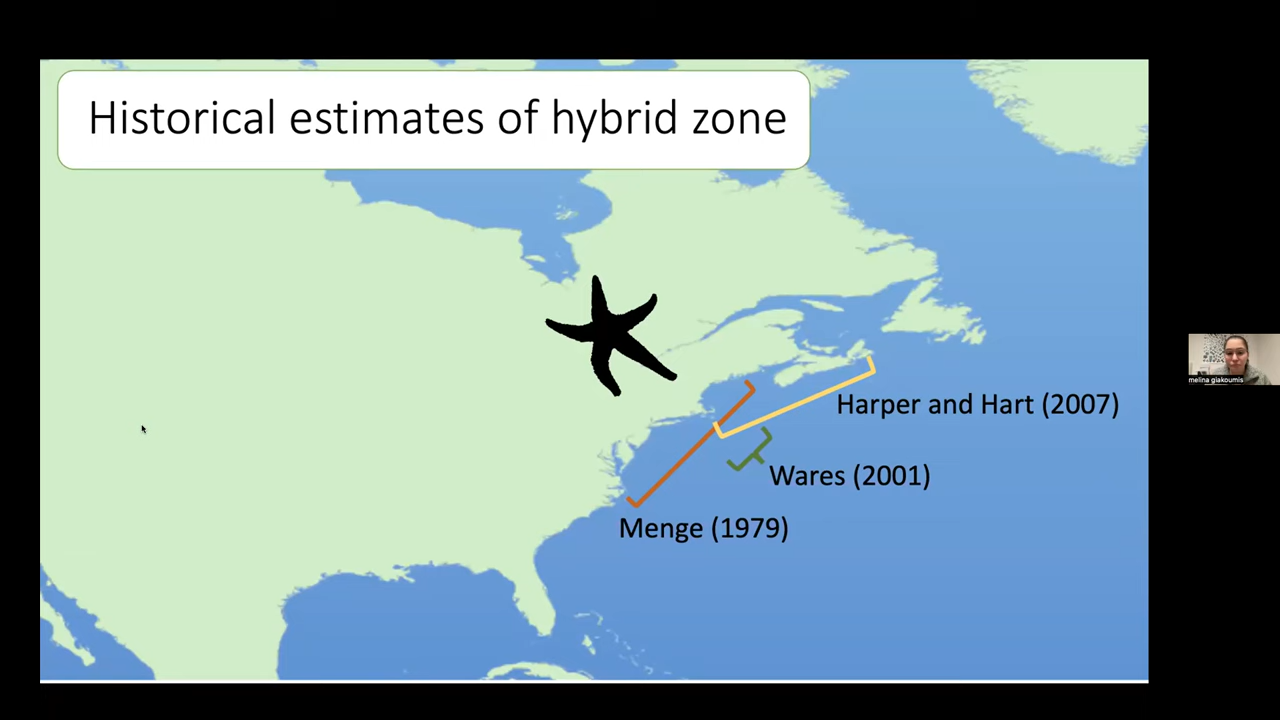 Historical estimates of hybrid zone
Harper and Hart (2007)
Wares (2001)
Menge (1979)
melina giakoumis